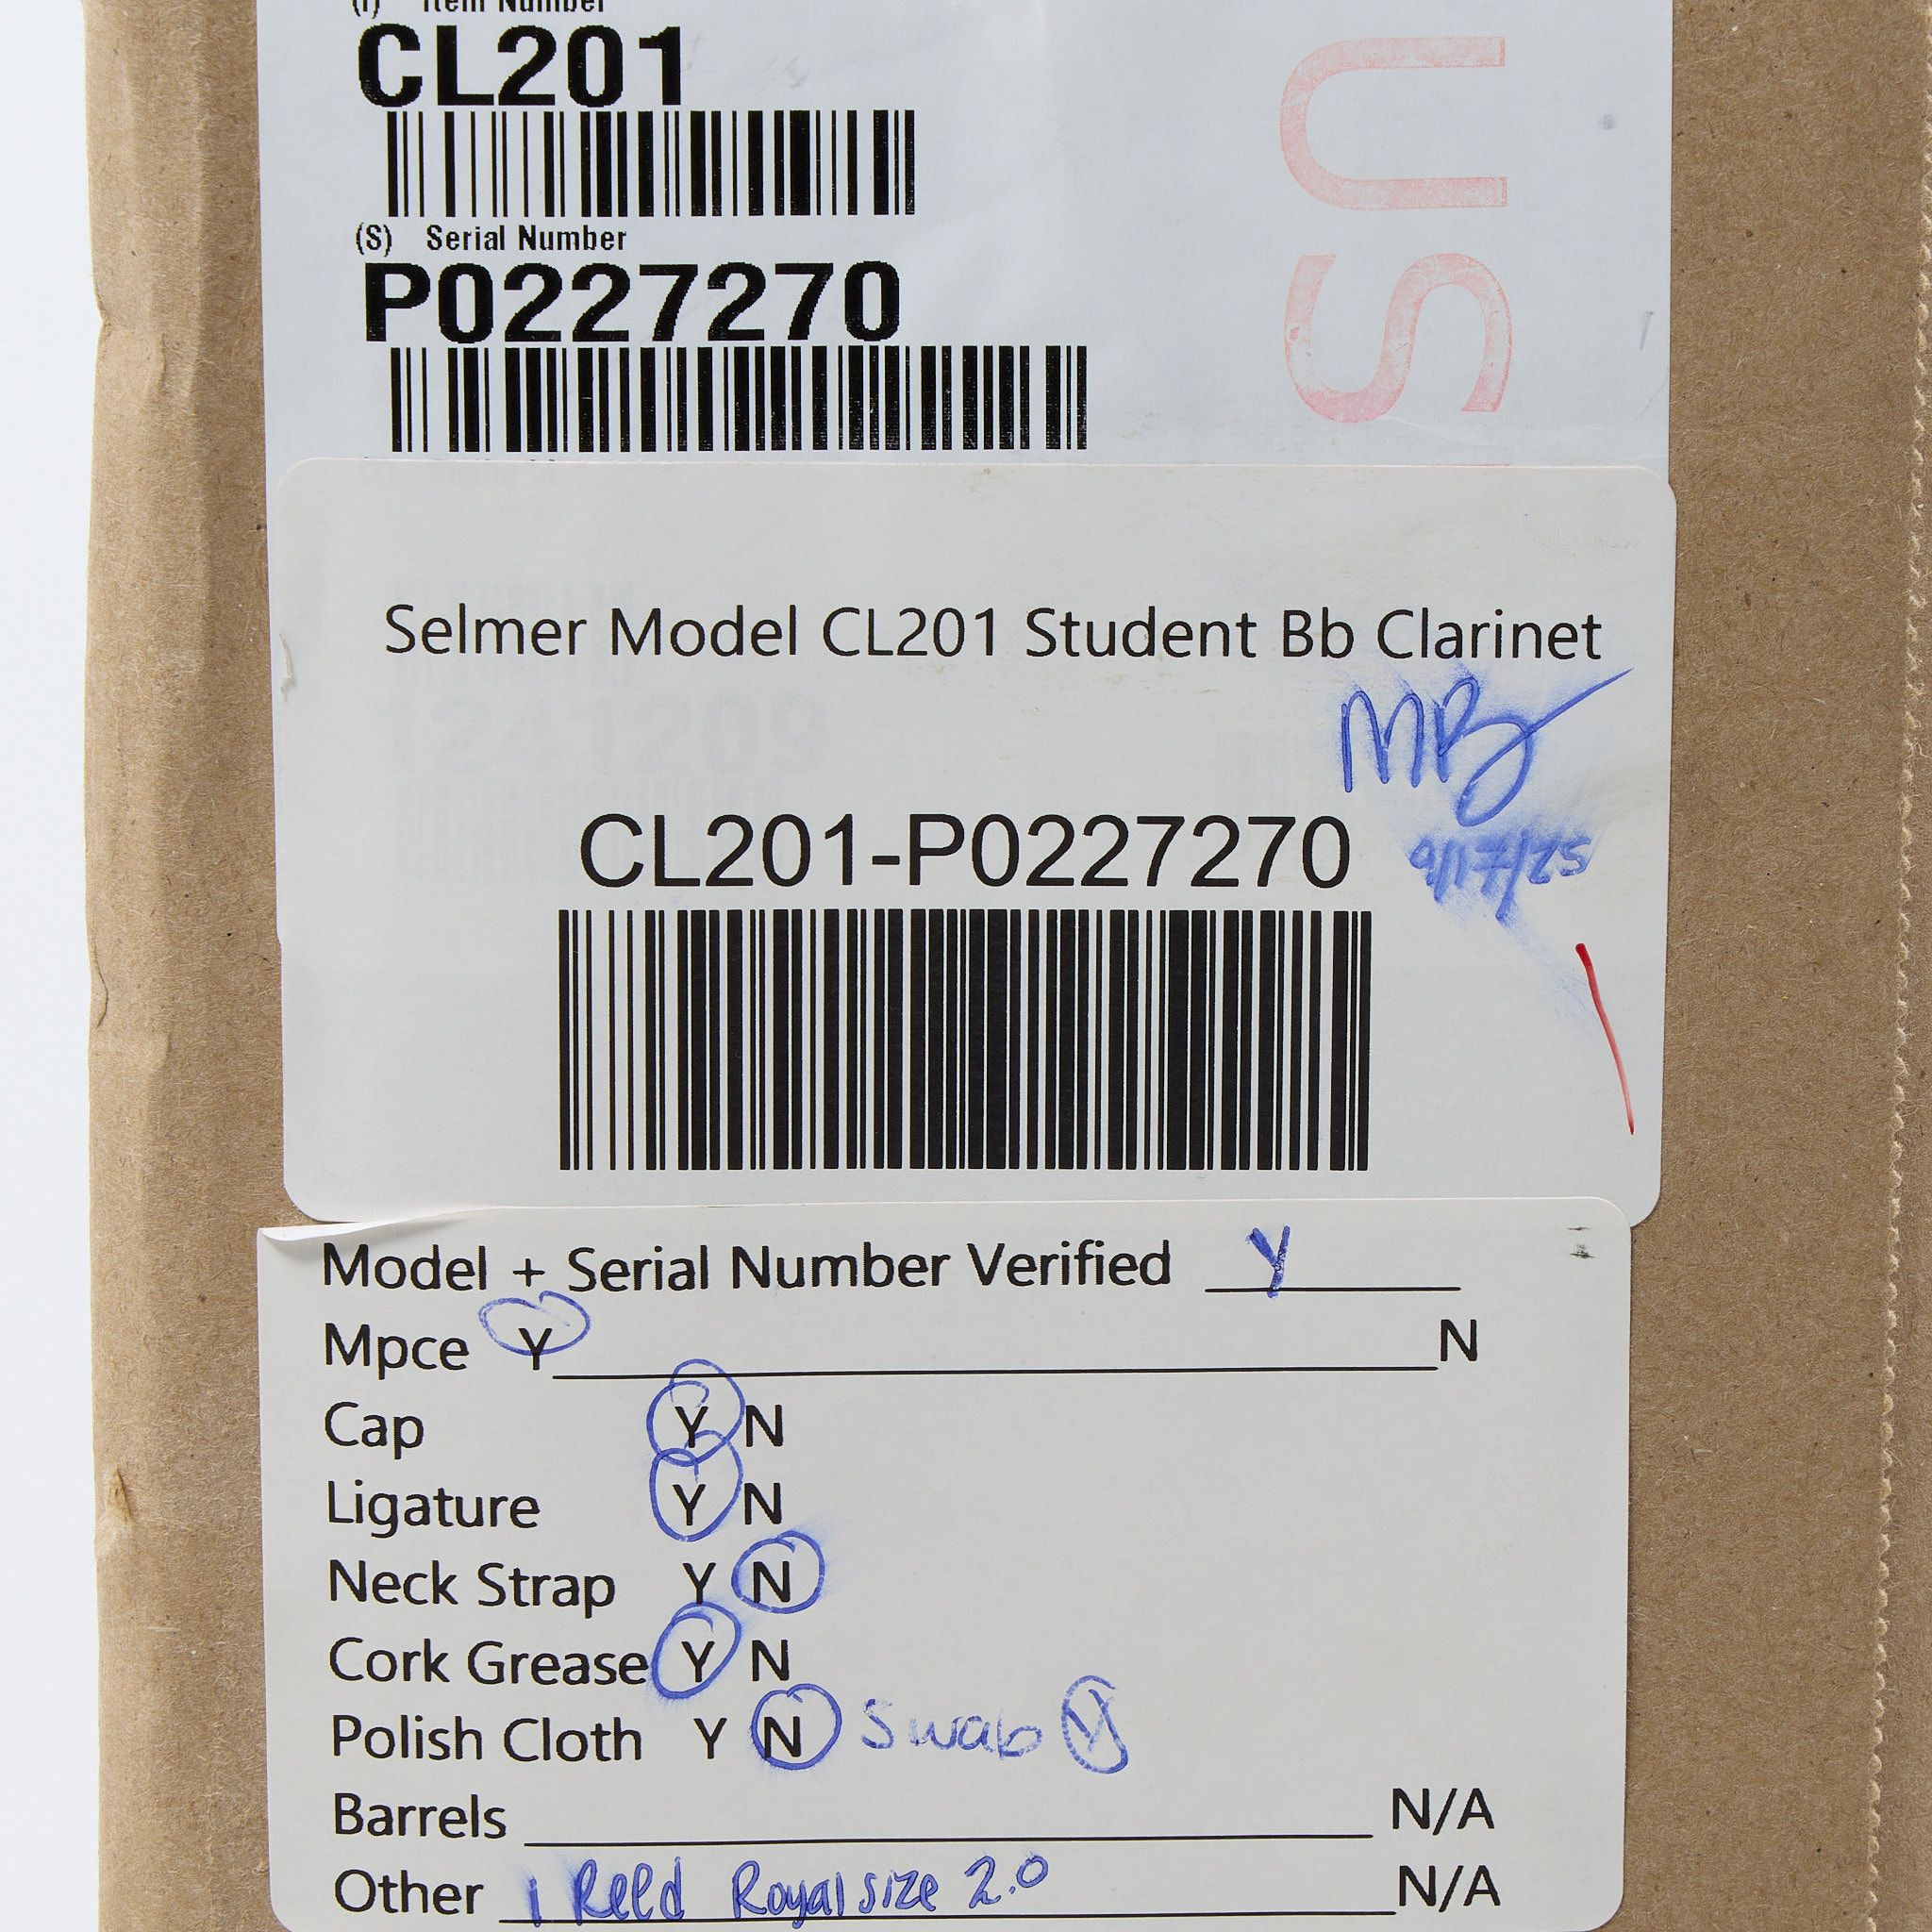 (I) Item Number
CL201
(S) Serial Number
P0227270
US
Selmer Model CL201 Student Bb Clarinet
MB
1241209
CL201-P0227270
9/17/25
Model + Serial Number Verified Y
Mpce Y N
Cap Y N
Ligature Y N
Neck Strap Y N
Cork Grease Y N
Polish Cloth Y N Swab Y
Barrels N/A
Other 1 Reed Royal size 2.0 N/A